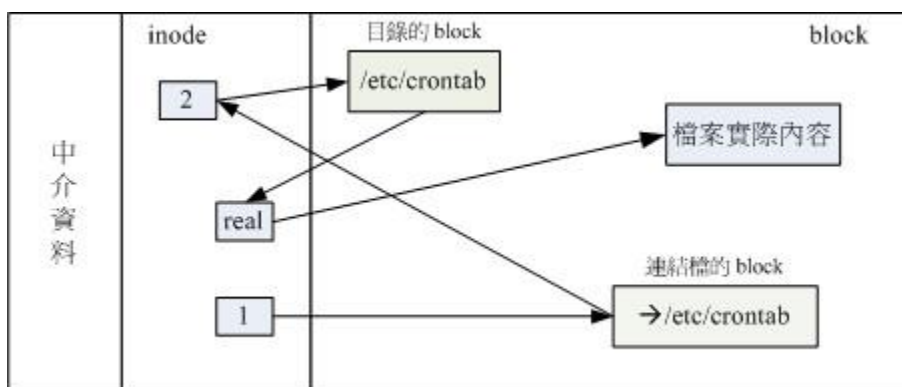 中介資料
inode
block
目錄的 block
/etc/crontab
2
檔案實際內容
real
連結檔的 block
1
→/etc/crontab